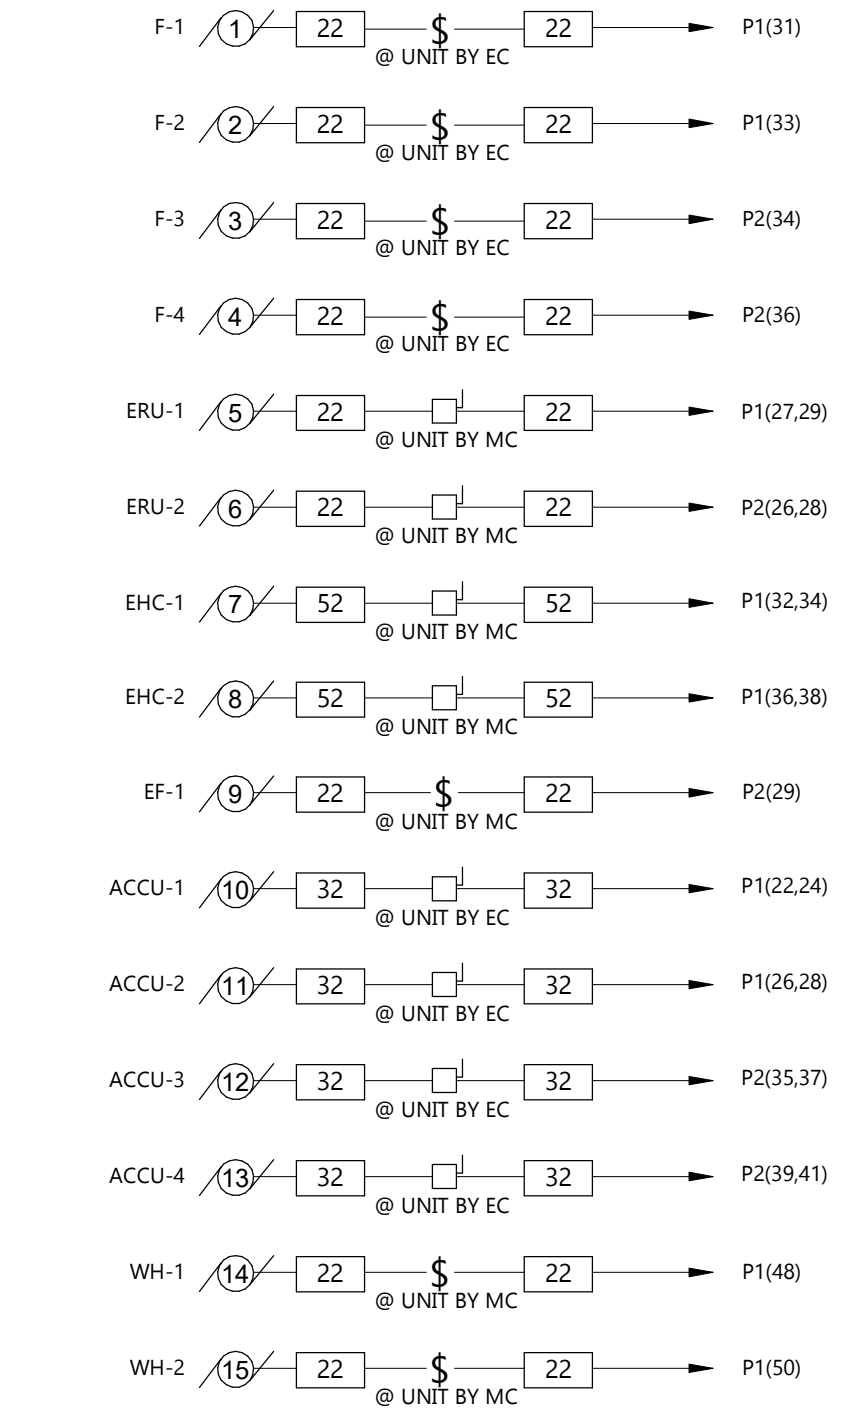 F-1 1 22 $ 22 P1(31)
@ UNIT BY EC
F-2 2 22 $ 22 P1(33)
@ UNIT BY EC
F-3 3 22 $ 22 P2(34)
@ UNIT BY EC
F-4 4 22 $ 22 P2(36)
@ UNIT BY EC
ERU-1 5 22 22 P1(27,29)
@ UNIT BY MC
ERU-2 6 22 22 P2(26,28)
@ UNIT BY MC
EHC-1 7 52 52 P1(32,34)
@ UNIT BY MC
EHC-2 8 52 52 P1(36,38)
@ UNIT BY MC
EF-1 9 22 $ 22 P2(29)
@ UNIT BY MC
ACCU-1 10 32 32 P1(22,24)
@ UNIT BY EC
ACCU-2 11 32 32 P1(26,28)
@ UNIT BY EC
ACCU-3 12 32 32 P2(35,37)
@ UNIT BY EC
ACCU-4 13 32 32 P2(39,41)
@ UNIT BY EC
WH-1 14 22 $ 22 P1(48)
@ UNIT BY MC
WH-2 15 22 $ 22 P1(50)
@ UNIT BY MC